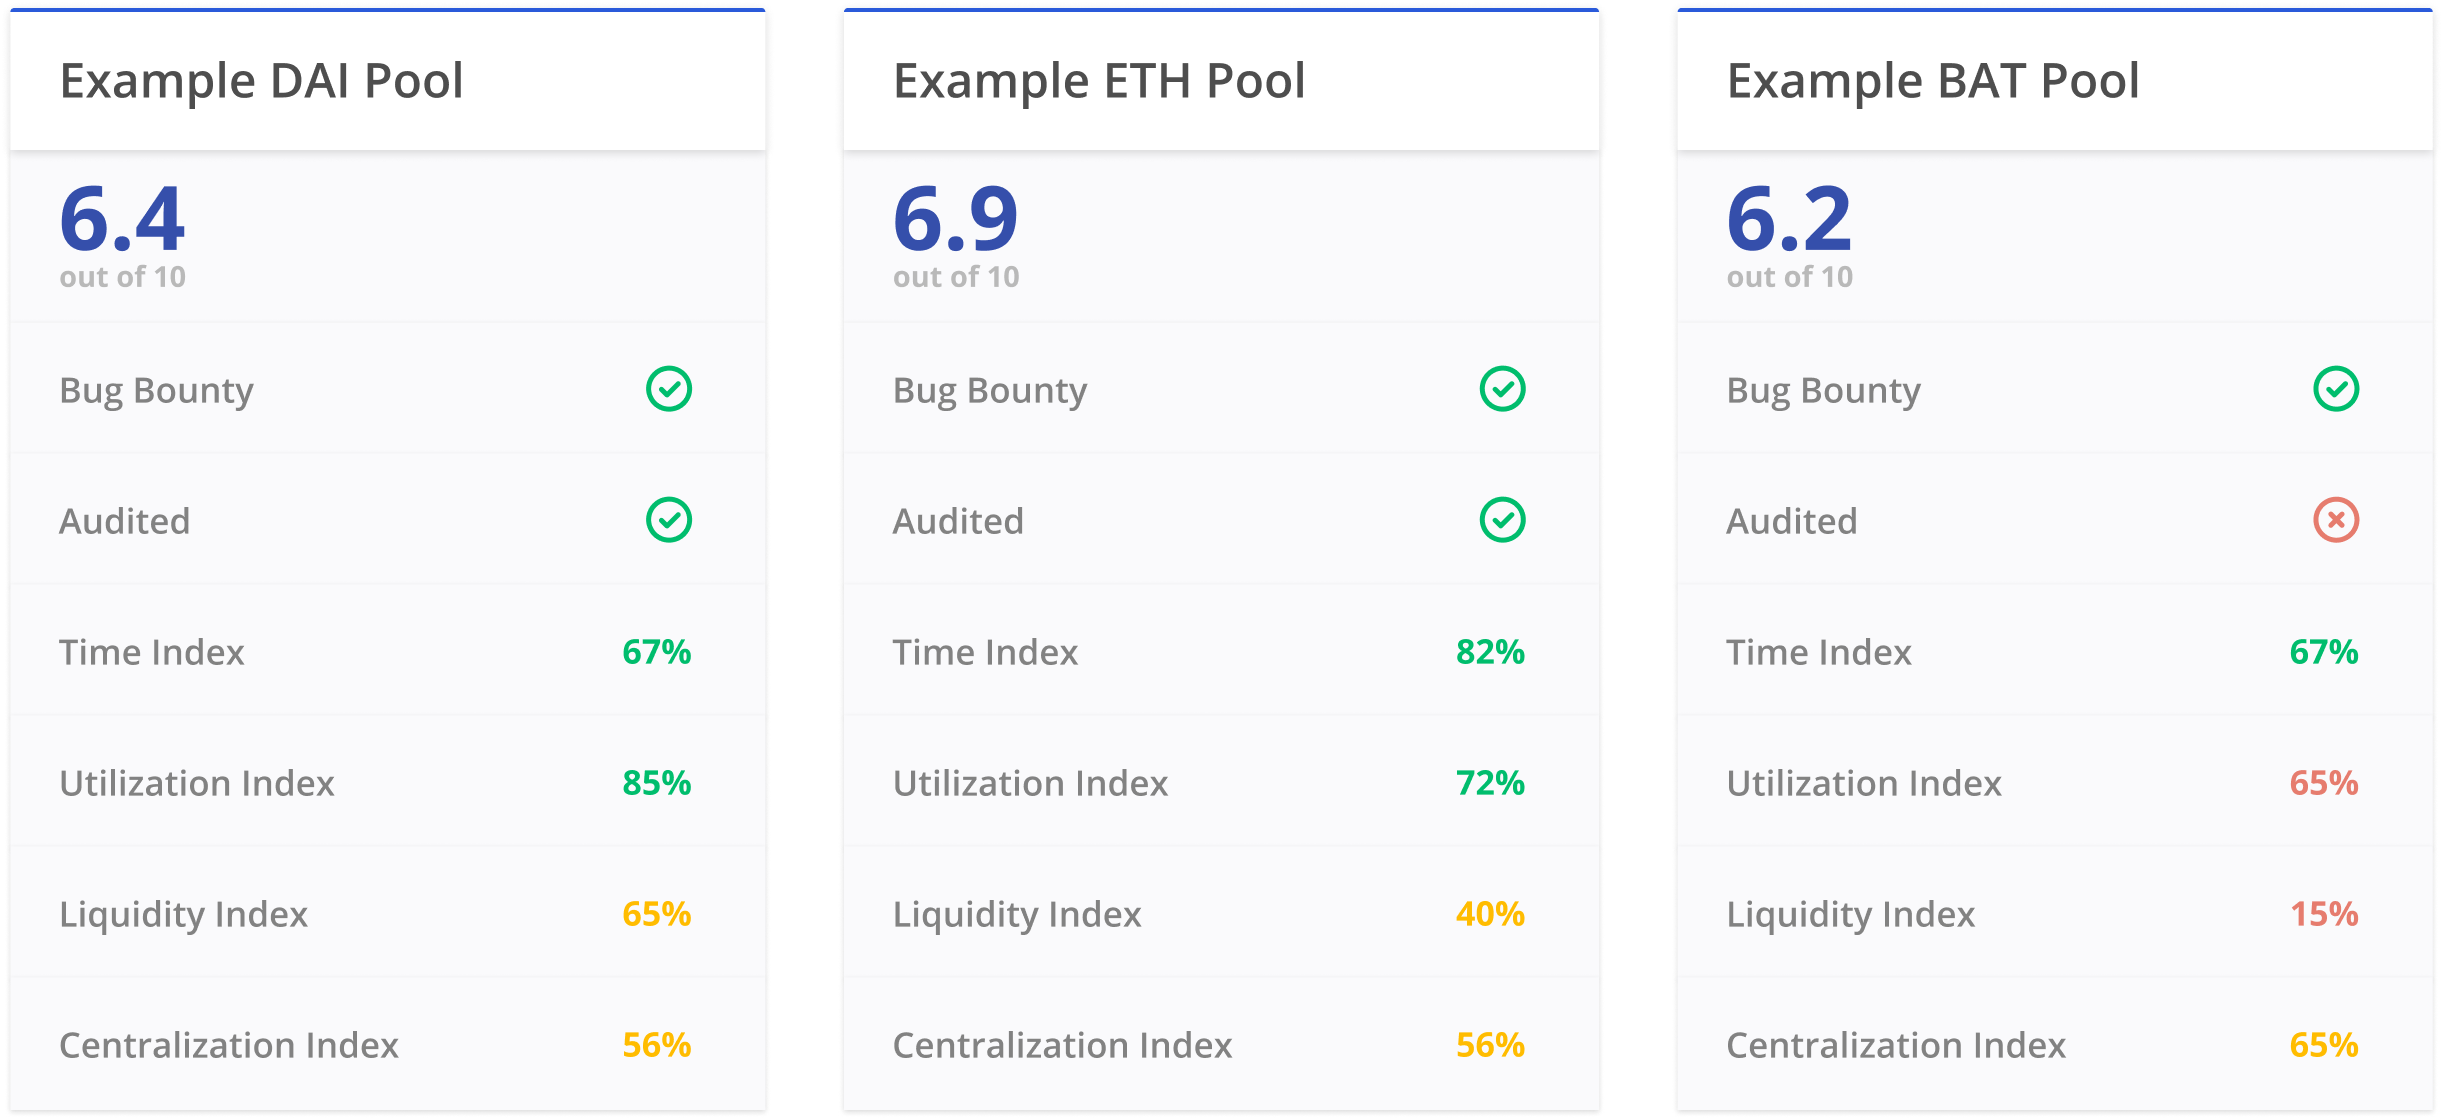 Example DAI Pool
6.4
out of 10
Bug Bounty
Audited
Time Index 67%
Utilization Index 85%
Liquidity Index 65%
Centralization Index 56%
Example ETH Pool
6.9
out of 10
Bug Bounty
Audited
Time Index 82%
Utilization Index 72%
Liquidity Index 40%
Centralization Index 56%
Example BAT Pool
6.2
out of 10
Bug Bounty
Audited
Time Index 67%
Utilization Index 65%
Liquidity Index 15%
Centralization Index 65%